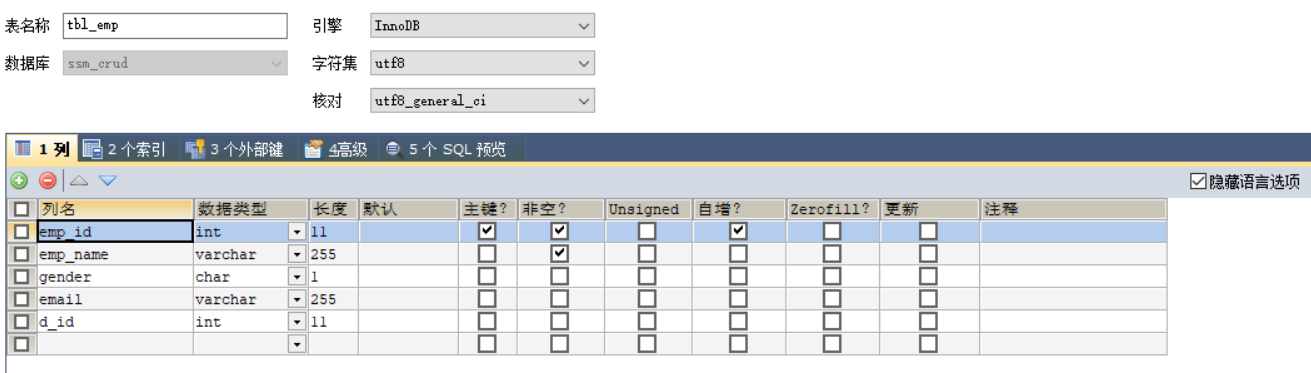 表名称 tbl_emp 引擎 InnoDB
数据库 ssm_crud 字符集 utf8
核对 utf8_general_ci
1 列 2 个索引 3 个外部键 4高级 5 个 SQL 预览
隐藏语言选项
列名 数据类型 长度 默认 主键? 非空? Unsigned 自增? Zerofill? 更新 注释
emp_id int 11
emp_name varchar 255
gender char 1
email varchar 255
d_id int 11